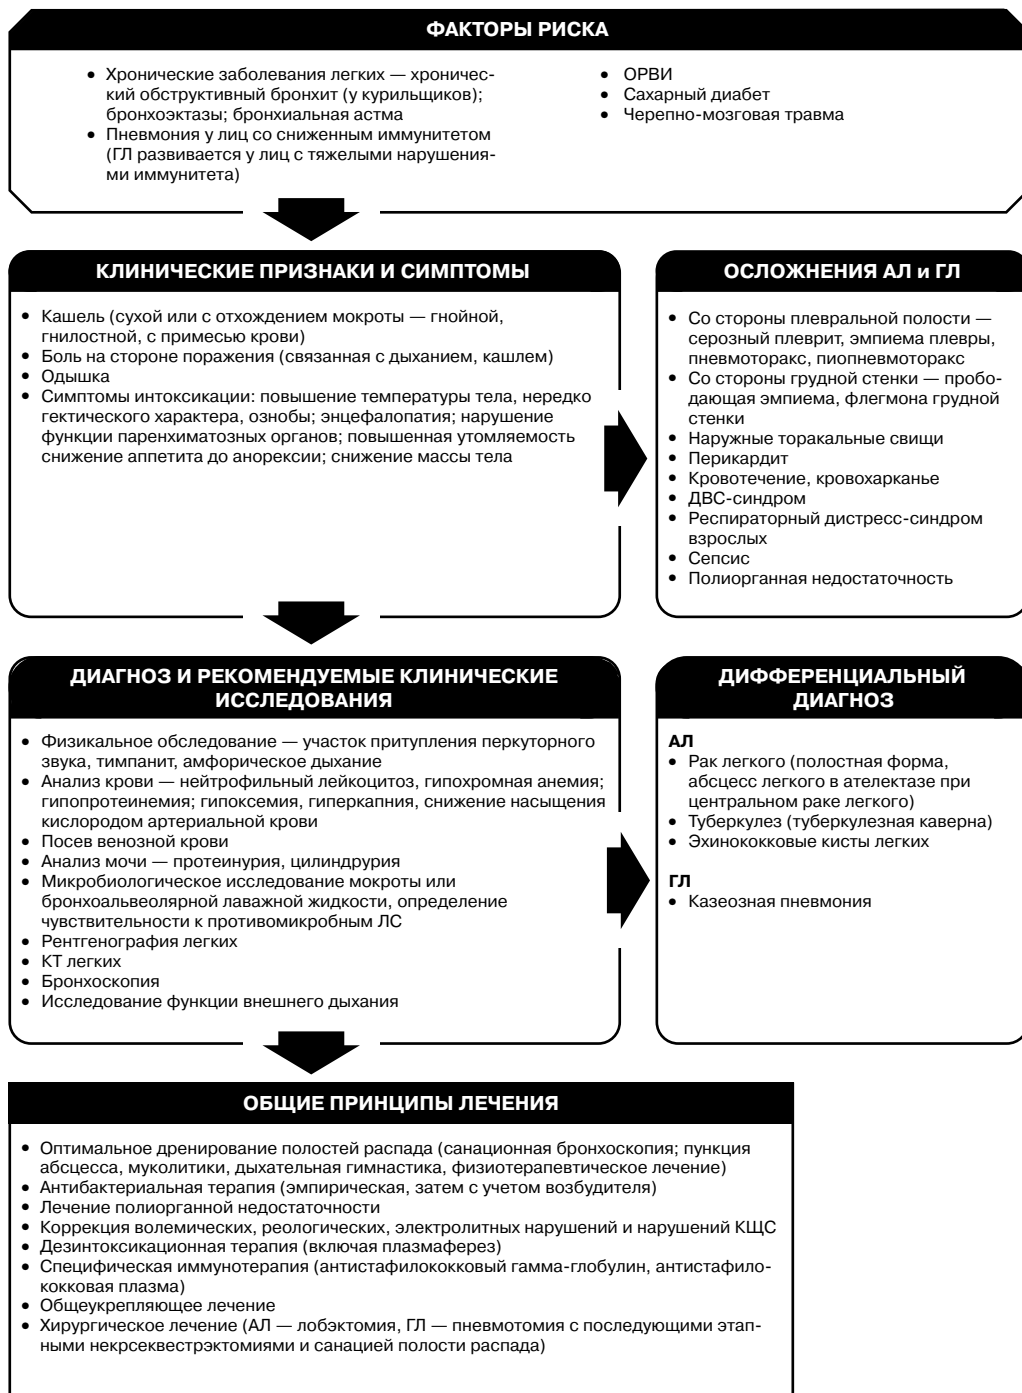 ФАКТОРЫ РИСКА
• Хронические заболевания легких — хроничес-
кий обструктивный бронхит (у курильщиков);
бронхоэктазы; бронхиальная астма
• Пневмония у лиц со сниженным иммунитетом
(ГЛ развивается у лиц с тяжелыми нарушени-
ми иммунитета)
• ОРВИ
• Сахарный диабет
• Черепно-мозговая травма
КЛИНИЧЕСКИЕ ПРИЗНАКИ И СИМПТОМЫ
• Кашель (сухой или с отхождением мокроты — гнойной,
гнилостной, с примесью крови)
• Боль на стороне поражения (связанная с дыханием, кашлем)
• Одышка
• Симптомы интоксикации: повышение температуры тела, нередко
гектического характера, ознобы; энцефалопатия; нарушение
функции паренхиматозных органов; повышенная утомляемость
снижение аппетита до анорексии; снижение массы тела
ОСЛОЖНЕНИЯ АЛ и ГЛ
• Со стороны плевральной полости —
серозный плеврит, эмпиема плевры,
пневмоторакс, пиопневмоторакс
• Со стороны грудной стенки — пробо-
дающая эмпиема, флегмона грудной
стенки
• Наружные торакальные свищи
• Перикардит
• Кровотечение, кровохарканье
• ДВС-синдром
• Респираторный дистресс-синдром
взрослых
• Сепсис
• Полиорганная недостаточность
ДИАГНОЗ И РЕКОМЕНДУЕМЫЕ КЛИНИЧЕСКИЕ
ИССЛЕДОВАНИЯ
• Физикальное обследование — участок притупления перкуторного
звука, тимпанит, амфорическое дыхание
• Анализ крови — нейтрофильный лейкоцитоз, гипохромная анемия;
гипопротеинемия; гипоксемия, гиперкапния, снижение насыщения
кислородом артериальной крови
• Посев венозной крови
• Анализ мочи — протеинурия, цилиндрурия
• Микробиологическое исследование мокроты или
бронхоальвеолярной лаважной жидкости, определение
чувствительности к противомикробным ЛС
• Рентгенография легких
• КТ легких
• Бронхоскопия
• Исследование функции внешнего дыхания
ДИФФЕРЕНЦИАЛЬНЫЙ
ДИАГНОЗ
АЛ
• Рак легкого (полостная форма,
абсцесс легкого в ателектазе при
центральном раке легкого)
• Туберкулез (туберкулезная каверна)
• Эхинококковые кисты легких
ГЛ
• Казеозная пневмония
ОБЩИЕ ПРИНЦИПЫ ЛЕЧЕНИЯ
• Оптимальное дренирование полостей распада (санационная бронхоскопия; пункция
абсцесса, муколитики, дыхательная гимнастика, физиотерапевтическое лечение)
• Антибактериальная терапия (эмпирическая, затем с учетом возбудителя)
• Лечение полиорганной недостаточности
• Коррекция волемических, реологических, электролитных нарушений и нарушений КЩС
• Дезинтоксикационная терапия (включая плазмаферез)
• Специфическая иммунотерапия (антистафилококковый гамма-глобулин, антистафило-
кокковая плазма)
• Общеукрепляющее лечение
• Хирургическое лечение (АЛ — лобэктомия, ГЛ — пневмотомия с последующими этап-
ными некрсеквестрэктомиями и санацией полости распада)